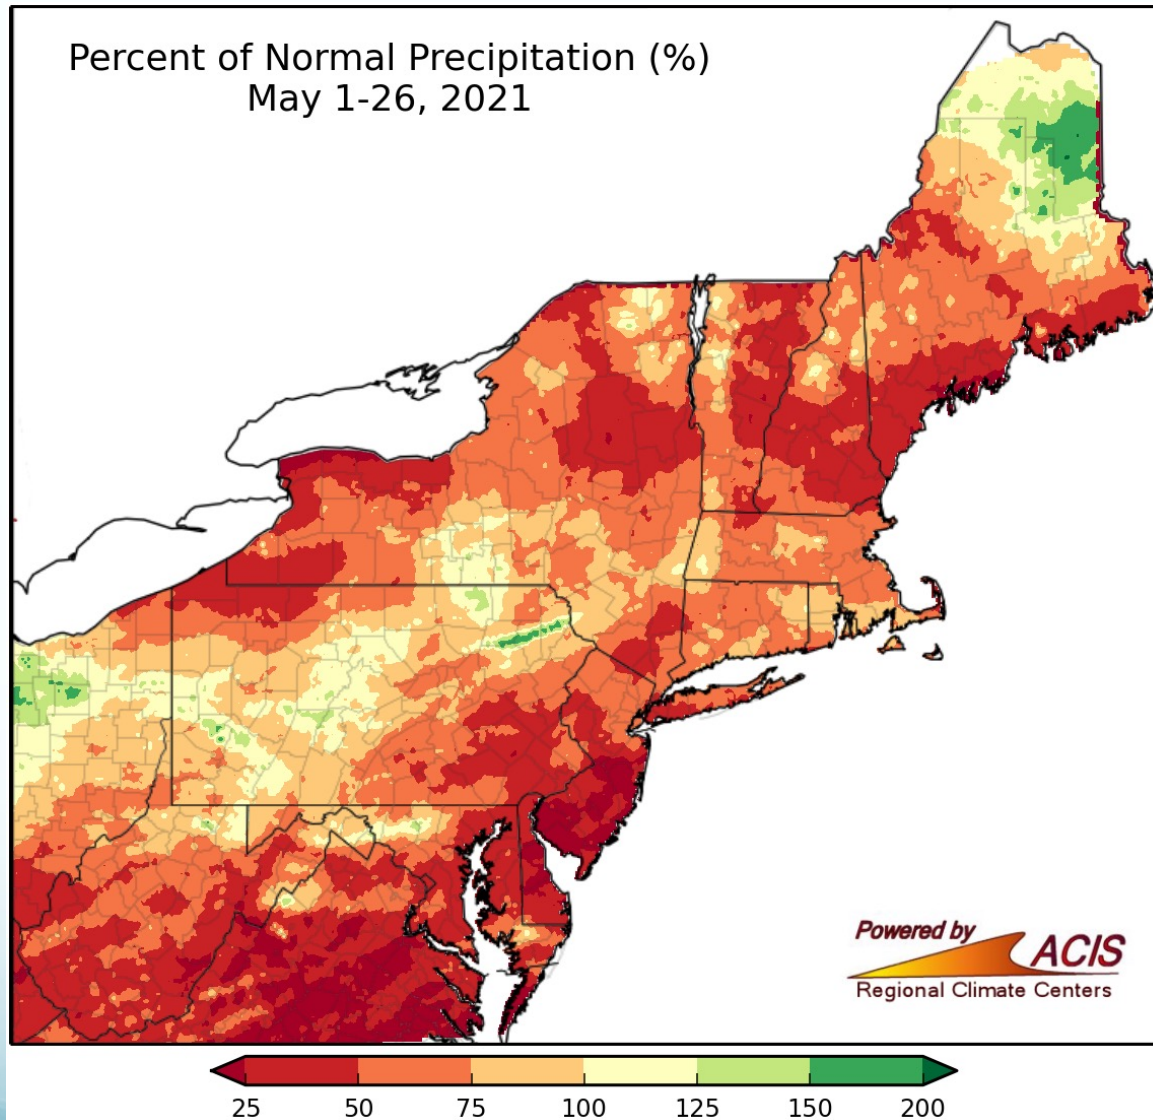 Percent of Normal Precipitation (%)
May 1-26, 2021
Powered by
ACIS
Regional Climate Centers
25 50 75 100 125 150 200